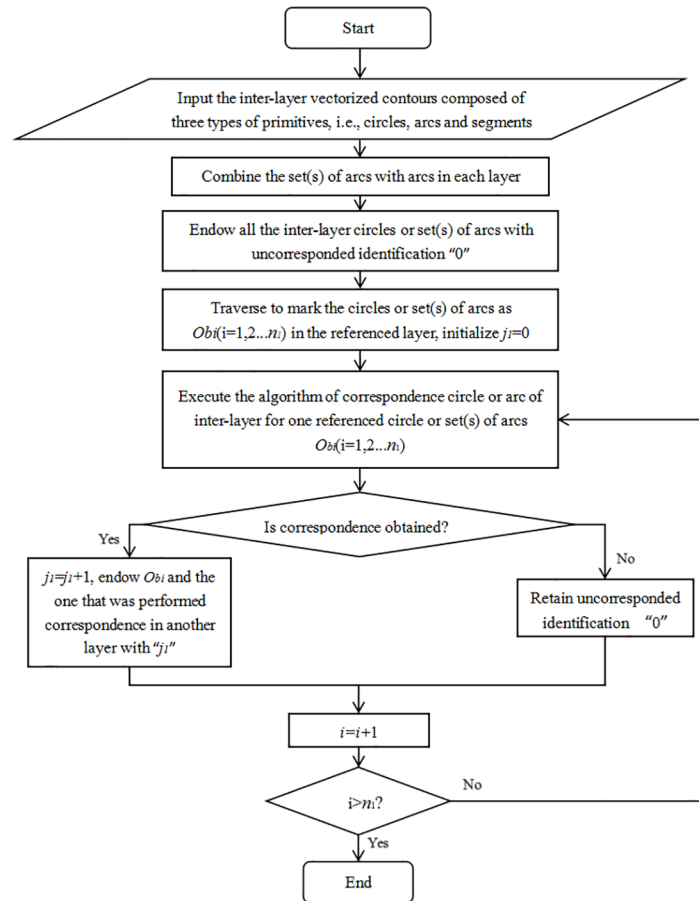 Start
Input the inter-layer vectorized contours composed of
three types of primitives, i.e., circles, arcs and segments
Combine the set(s) of arcs with arcs in each layer
Endow all the inter-layer circles or set(s) of arcs with
uncorresponded identification “0”
Traverse to mark the circles or set(s) of arcs as
Obi(i=1,2...n₁) in the referenced layer, initialize j₁=0
Execute the algorithm of correspondence circle or arc of
inter-layer for one referenced circle or set(s) of arcs
Obi(i=1,2...n₁)
Is correspondence obtained?
Yes
No
j₁=j₁+1, endow Obi and the
one that was performed
correspondence in another
layer with “j₁”
Retain uncorresponded
identification “0”
i=i+1
i>n₁?
No
Yes
End